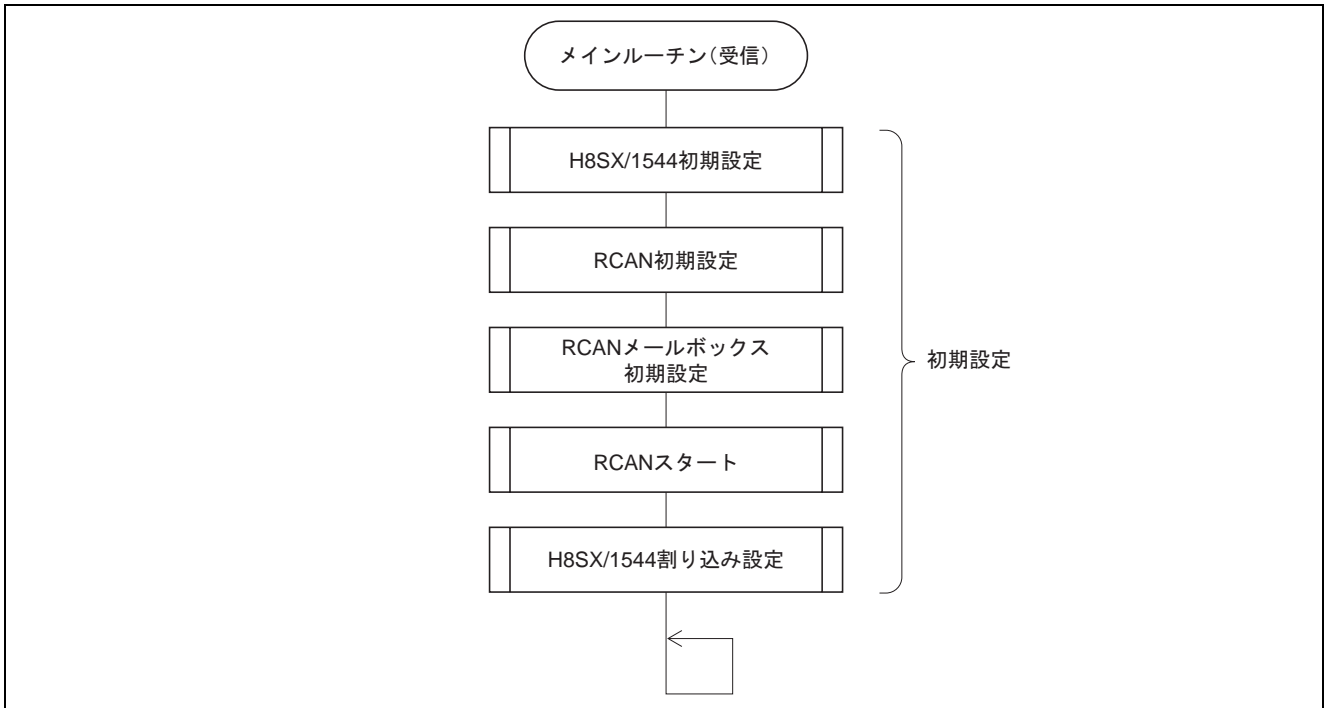 メインルーチン（受信）
H8SX/1544初期設定
RCAN初期設定
RCANメールボックス
初期設定
RCANスタート
H8SX/1544割り込み設定
初期設定